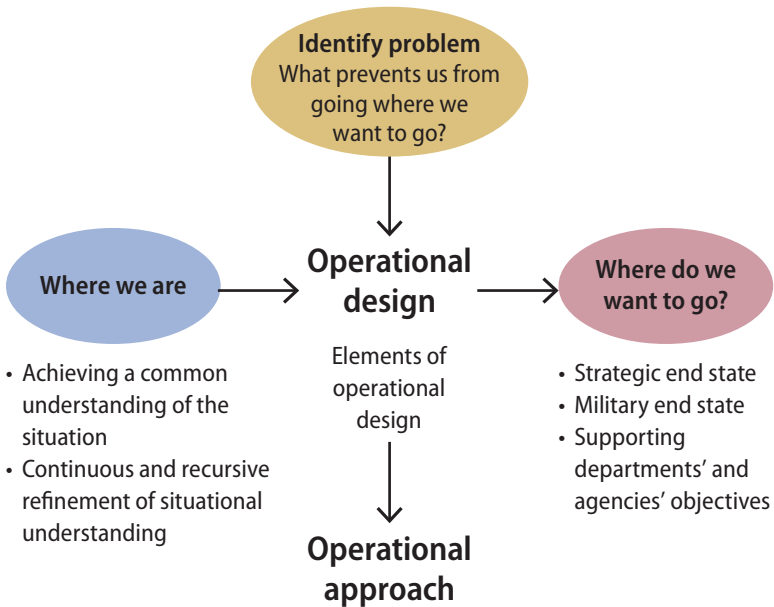 Identify problem
What prevents us from
going where we
want to go?
Where we are
Operational
design
Where do we
want to go?
• Achieving a common
understanding of the
situation
• Continuous and recursive
refinement of situational
understanding
Elements of
operational
design
• Strategic end state
• Military end state
• Supporting
departments’ and
agencies’ objectives
Operational
approach